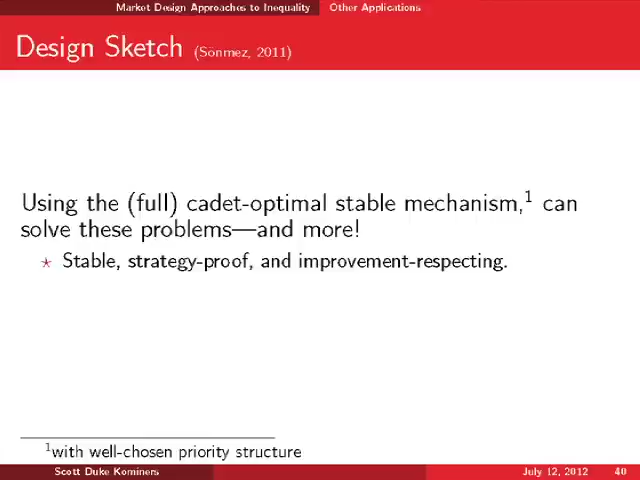 Market Design Approaches to Inequality Other Applications
Design Sketch (Sönmez, 2011)
Using the (full) cadet-optimal stable mechanism,1 can
solve these problems—and more!
⋆ Stable, strategy-proof, and improvement-respecting.
1with well-chosen priority structure
Scott Duke Kominers July 12, 2012 40